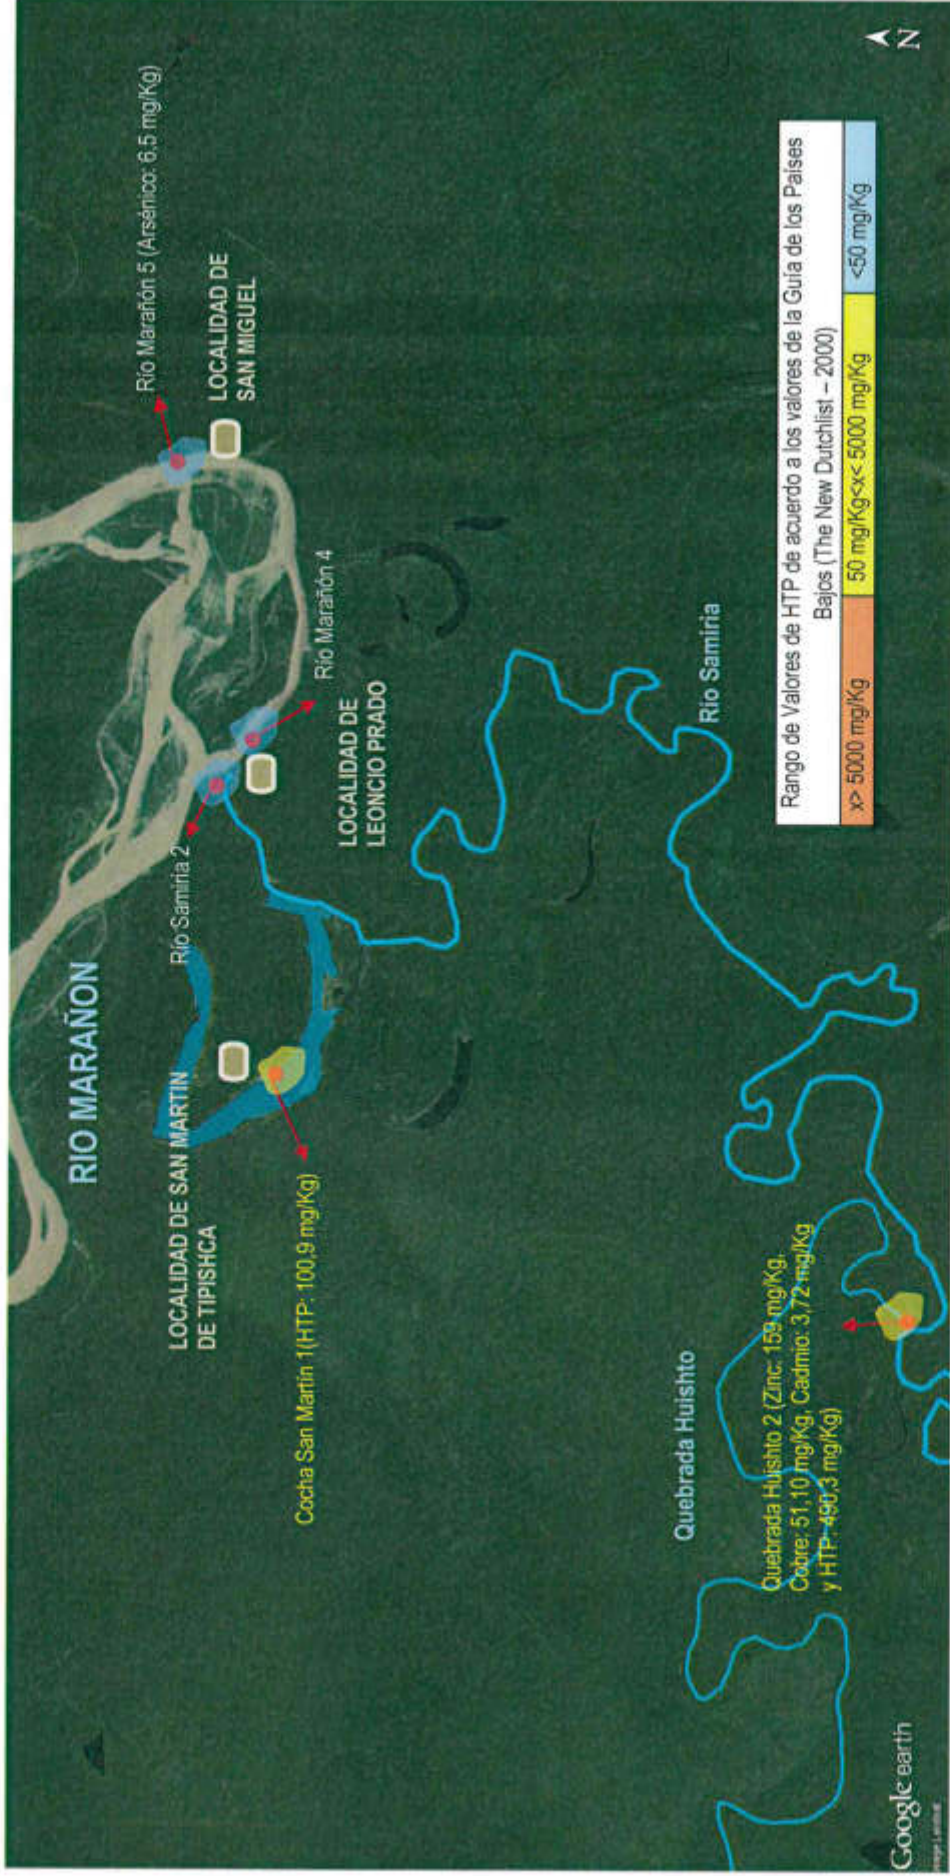 RIO MARAÑON
Río Marañón 5 (Arsénico: 6,5 mg/Kg)
LOCALIDAD DE
SAN MIGUEL
Río Samiria 2
LOCALIDAD DE SAN MARTIN
DE TIPISHCA
Río Marañón 4
LOCALIDAD DE
LEONCIO PRADO
Cocha San Martín 1(HTP: 100,9 mg/Kg)
Río Samiria
Quebrada Huishto
Quebrada Huishto 2 (Zinc: 159 mg/Kg,
Cobre: 51,10 mg/Kg, Cadmio: 3,72 mg/Kg
y HTP: 490,3 mg/Kg)
Rango de Valores de HTP de acuerdo a los valores de la Guía de los Países
Bajos (The New Dutchlist – 2000)
x> 5000 mg/Kg
50 mg/Kg<x< 5000 mg/Kg
<50 mg/Kg
Google earth
N